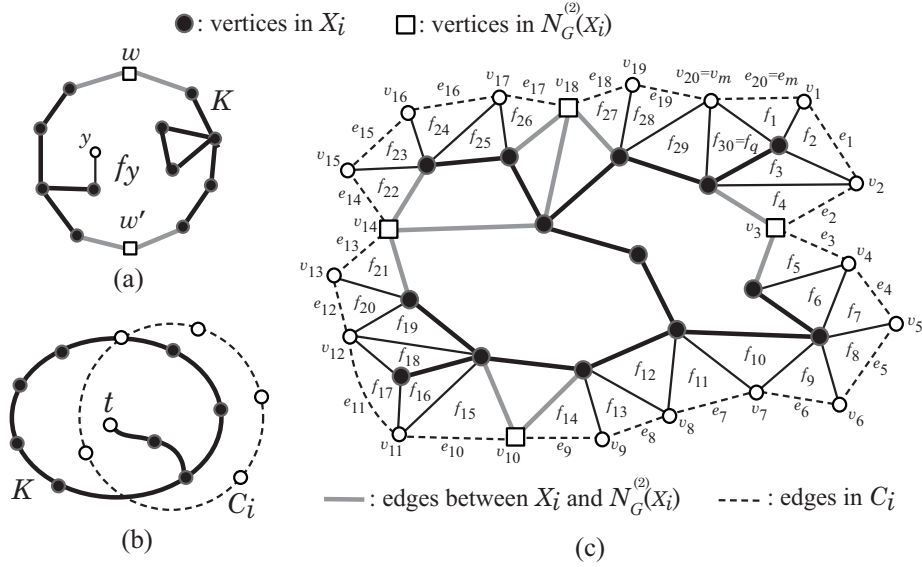 : vertices in Xᵢ : vertices in N_G^(2)(Xᵢ)
w
K
y
f_y
w'
(a)
t
K
Cᵢ
(b)
v₁₆ e₁₆ v₁₇ e₁₇ v₁₈ e₁₈ v₁₉ e₁₉ v₂₀=v_m e₂₀=e_m v₁
e₁₅ f₂₄ f₂₅ f₂₆ f₂₇ f₂₈ f₁ f₂ e₁
v₁₅ f₂₃ f₂₉ f₃₀=f_q f₃
e₁₄ f₂₂ f₄ v₂
v₁₄ v₃ e₂
e₁₃ f₂₁ e₃ v₄
v₁₃ f₅ e₄
e₁₂ f₂₀ f₁₉ f₆ f₇ v₅
v₁₂ f₁₈ f₁₀ f₈
f₁₇ f₁₆ f₁₂ f₁₁ f₉ e₅
e₁₁ f₁₅ f₁₄ f₁₃ v₇ e₆ v₆
v₁₁ e₁₀ v₁₀ e₉ v₉ e₈ v₈ e₇
: edges between Xᵢ and N_G^(2)(Xᵢ) : edges in Cᵢ
(c)